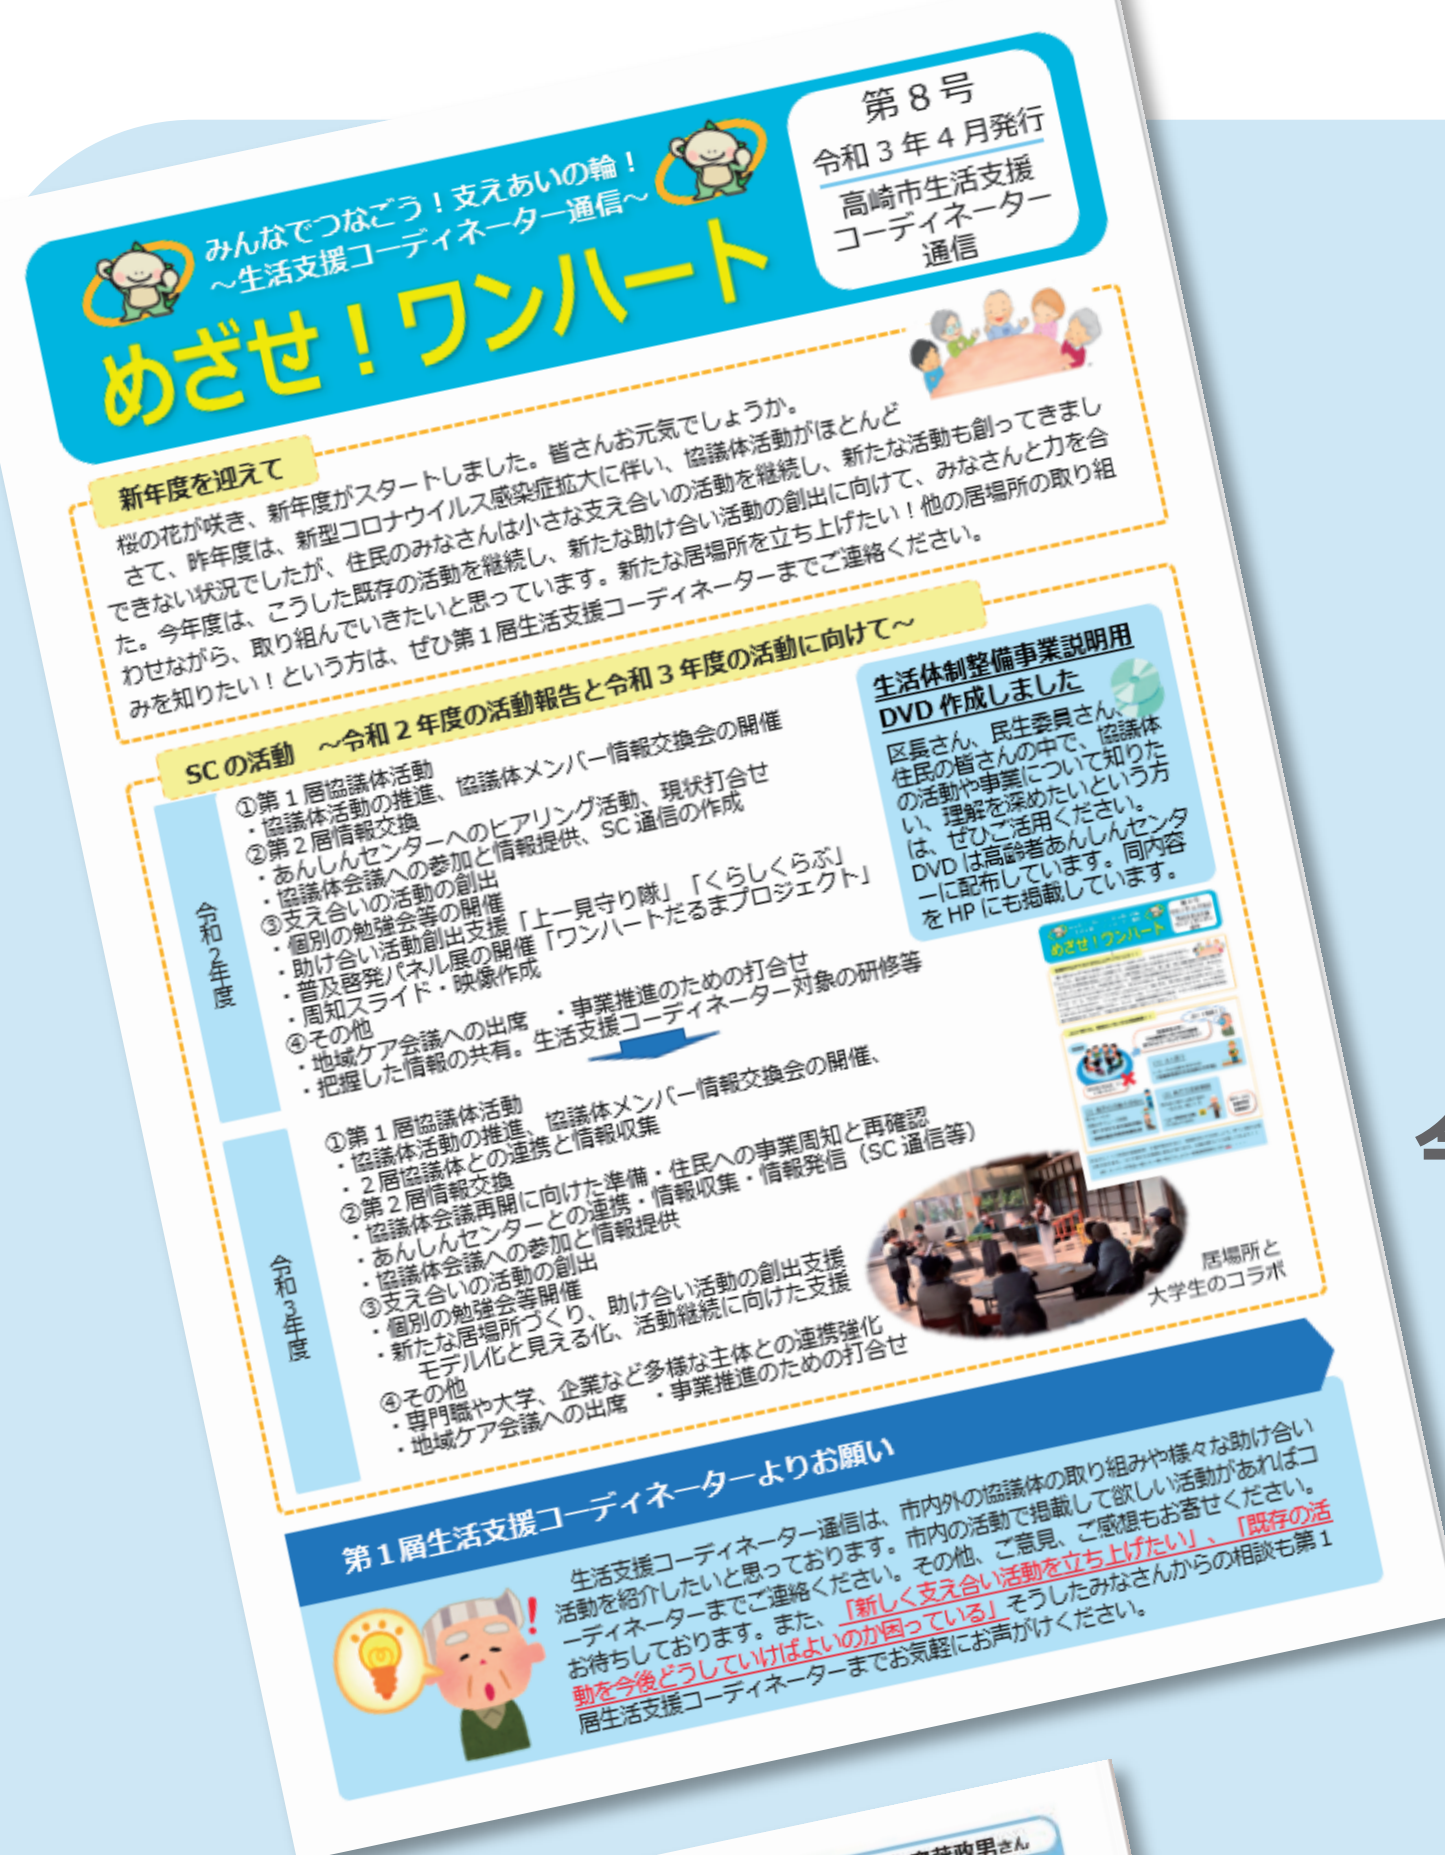 第８号
令和３年４月発行
高崎市生活支援
コーディネーター
通信
みんなでつなごう！支えあいの輪！
～生活支援コーディネーター通信～
めざせ！ワンハート
新年度を迎えて
桜の花が咲き、新年度がスタートしました。皆さんお元気でしょうか。
さて、昨年度は、新型コロナウイルス感染症拡大に伴い、協議体活動がほとんど
できない状況でしたが、住民のみなさんは小さな支え合いの活動を継続し、新たな活動も創ってきまし
た。今年度は、こうした既存の活動を継続し、新たな助け合い活動の創出に向けて、みなさんと力を合
わせながら、取り組んでいきたいと思っています。新たな居場所を立ち上げたい！他の居場所の取り組
みを知りたい！という方は、ぜひ第１層生活支援コーディネーターまでご連絡ください。
SCの活動　～令和２年度の活動報告と令和３年度の活動に向けて～
令和２年度
①第１層協議体活動
・協議体活動の推進、協議体メンバー情報交換会の開催
②第２層情報交換
・あんしんセンターへのヒアリング活動、現状打合せ
・協議体会議への参加と情報提供、SC通信の作成
③支え合いの活動の創出
・個別の勉強会等の開催
・助け合い活動創出支援「上一見守り隊」「くらしくらぶ」
・普及啓発パネル展の開催「ワンハートだるまプロジェクト」
・周知スライド・映像作成
④その他
・地域ケア会議への出席　・事業推進のための打合せ
・把握した情報の共有。生活支援コーディネーター対象の研修等
令和３年度
①第１層協議体活動
・協議体活動の推進、協議体メンバー情報交換会の開催、
・２層協議体との連携と情報収集
②第２層情報交換
・協議体会議再開に向けた準備・住民への事業周知と再確認
・あんしんセンターとの連携・情報収集・情報発信（SC通信等）
・協議体会議への参加と情報提供
③支え合いの活動の創出
・個別の勉強会等開催
・新たな居場所づくり、助け合い活動の創出支援
モデル化と見える化、活動継続に向けた支援
④その他
・専門職や大学、企業など多様な主体との連携強化
・地域ケア会議への出席　・事業推進のための打合せ
生活体制整備事業説明用
DVD作成しました
区長さん、民生委員さん、
住民の皆さんの中で、協議体
の活動や事業について知りた
い、理解を深めたいという方
は、ぜひご活用ください。
DVDは高齢者あんしんセンタ
ーに配布しています。同内容
をHPにも掲載しています。
めざせ！ワンハート
居場所と
大学生のコラボ
第１層生活支援コーディネーターよりお願い
生活支援コーディネーター通信は、市内外の協議体の取り組みや様々な助け合い
活動を紹介したいと思っております。市内の活動で掲載して欲しい活動があればコ
ーディネーターまでご連絡ください。その他、ご意見、ご感想もお寄せください。
お待ちしております。また、「新しく支え合い活動を立ち上げたい」、「既存の活
動を今後どうしていけばよいのか困っている」そうしたみなさんからの相談も第１
層生活支援コーディネーターまでお気軽にお声がけください。
政男さん